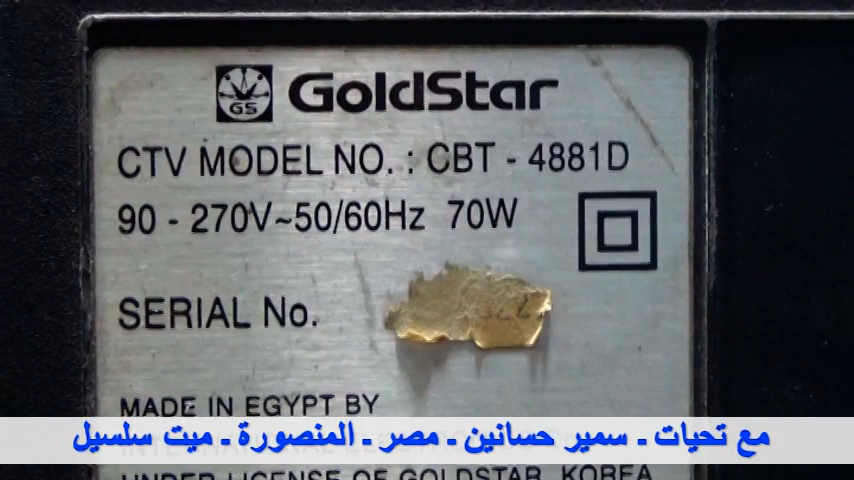 GS GoldStar
CTV MODEL NO. : CBT - 4881D
90 - 270V~50/60Hz 70W
SERIAL No.
MADE IN EGYPT BY
مع تحيات ـ سمير حسانين ـ مصر ـ المنصورة ـ ميت سلسيل
UNDER LICENSE OF GOLDSTAR, KOREA